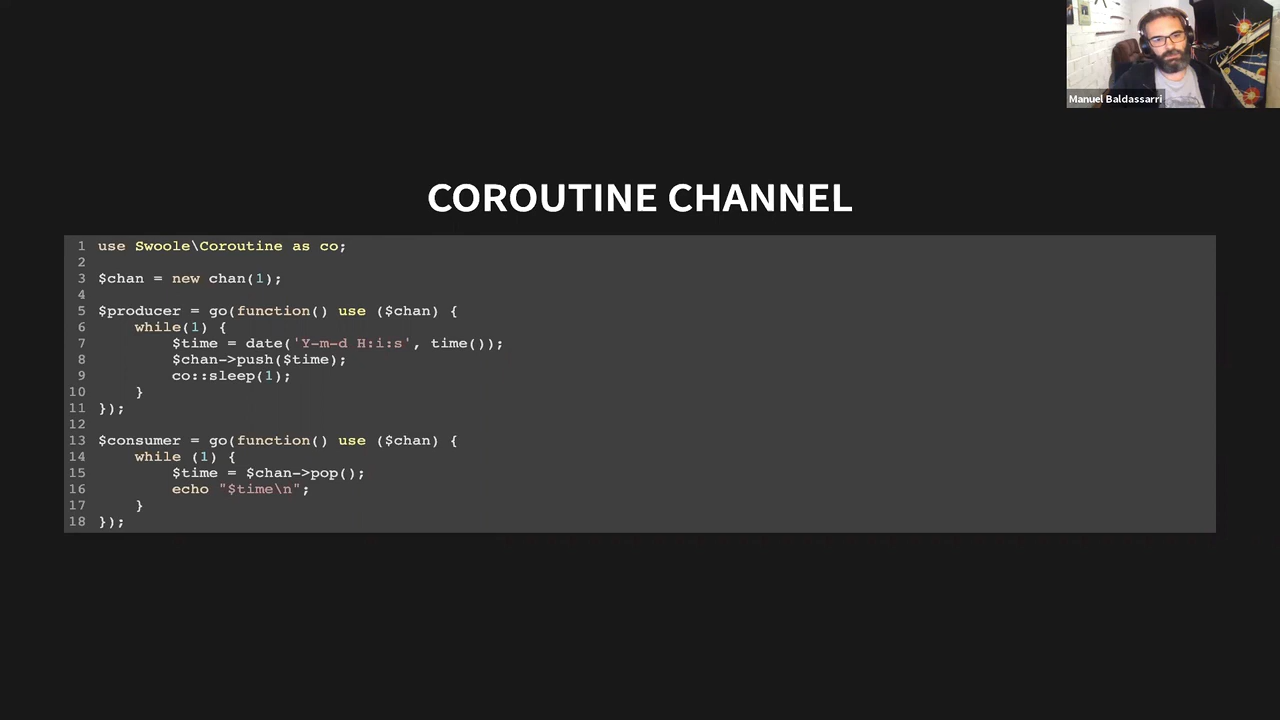 Manuel Baldassarri
COROUTINE CHANNEL
1 use Swoole\Coroutine as co;
2
3 $chan = new chan(1);
4
5 $producer = go(function() use ($chan) {
6     while(1) {
7         $time = date('Y-m-d H:i:s', time());
8         $chan->push($time);
9         co::sleep(1);
10     }
11 });
12
13 $consumer = go(function() use ($chan) {
14     while (1) {
15         $time = $chan->pop();
16         echo "$time\n";
17     }
18 });